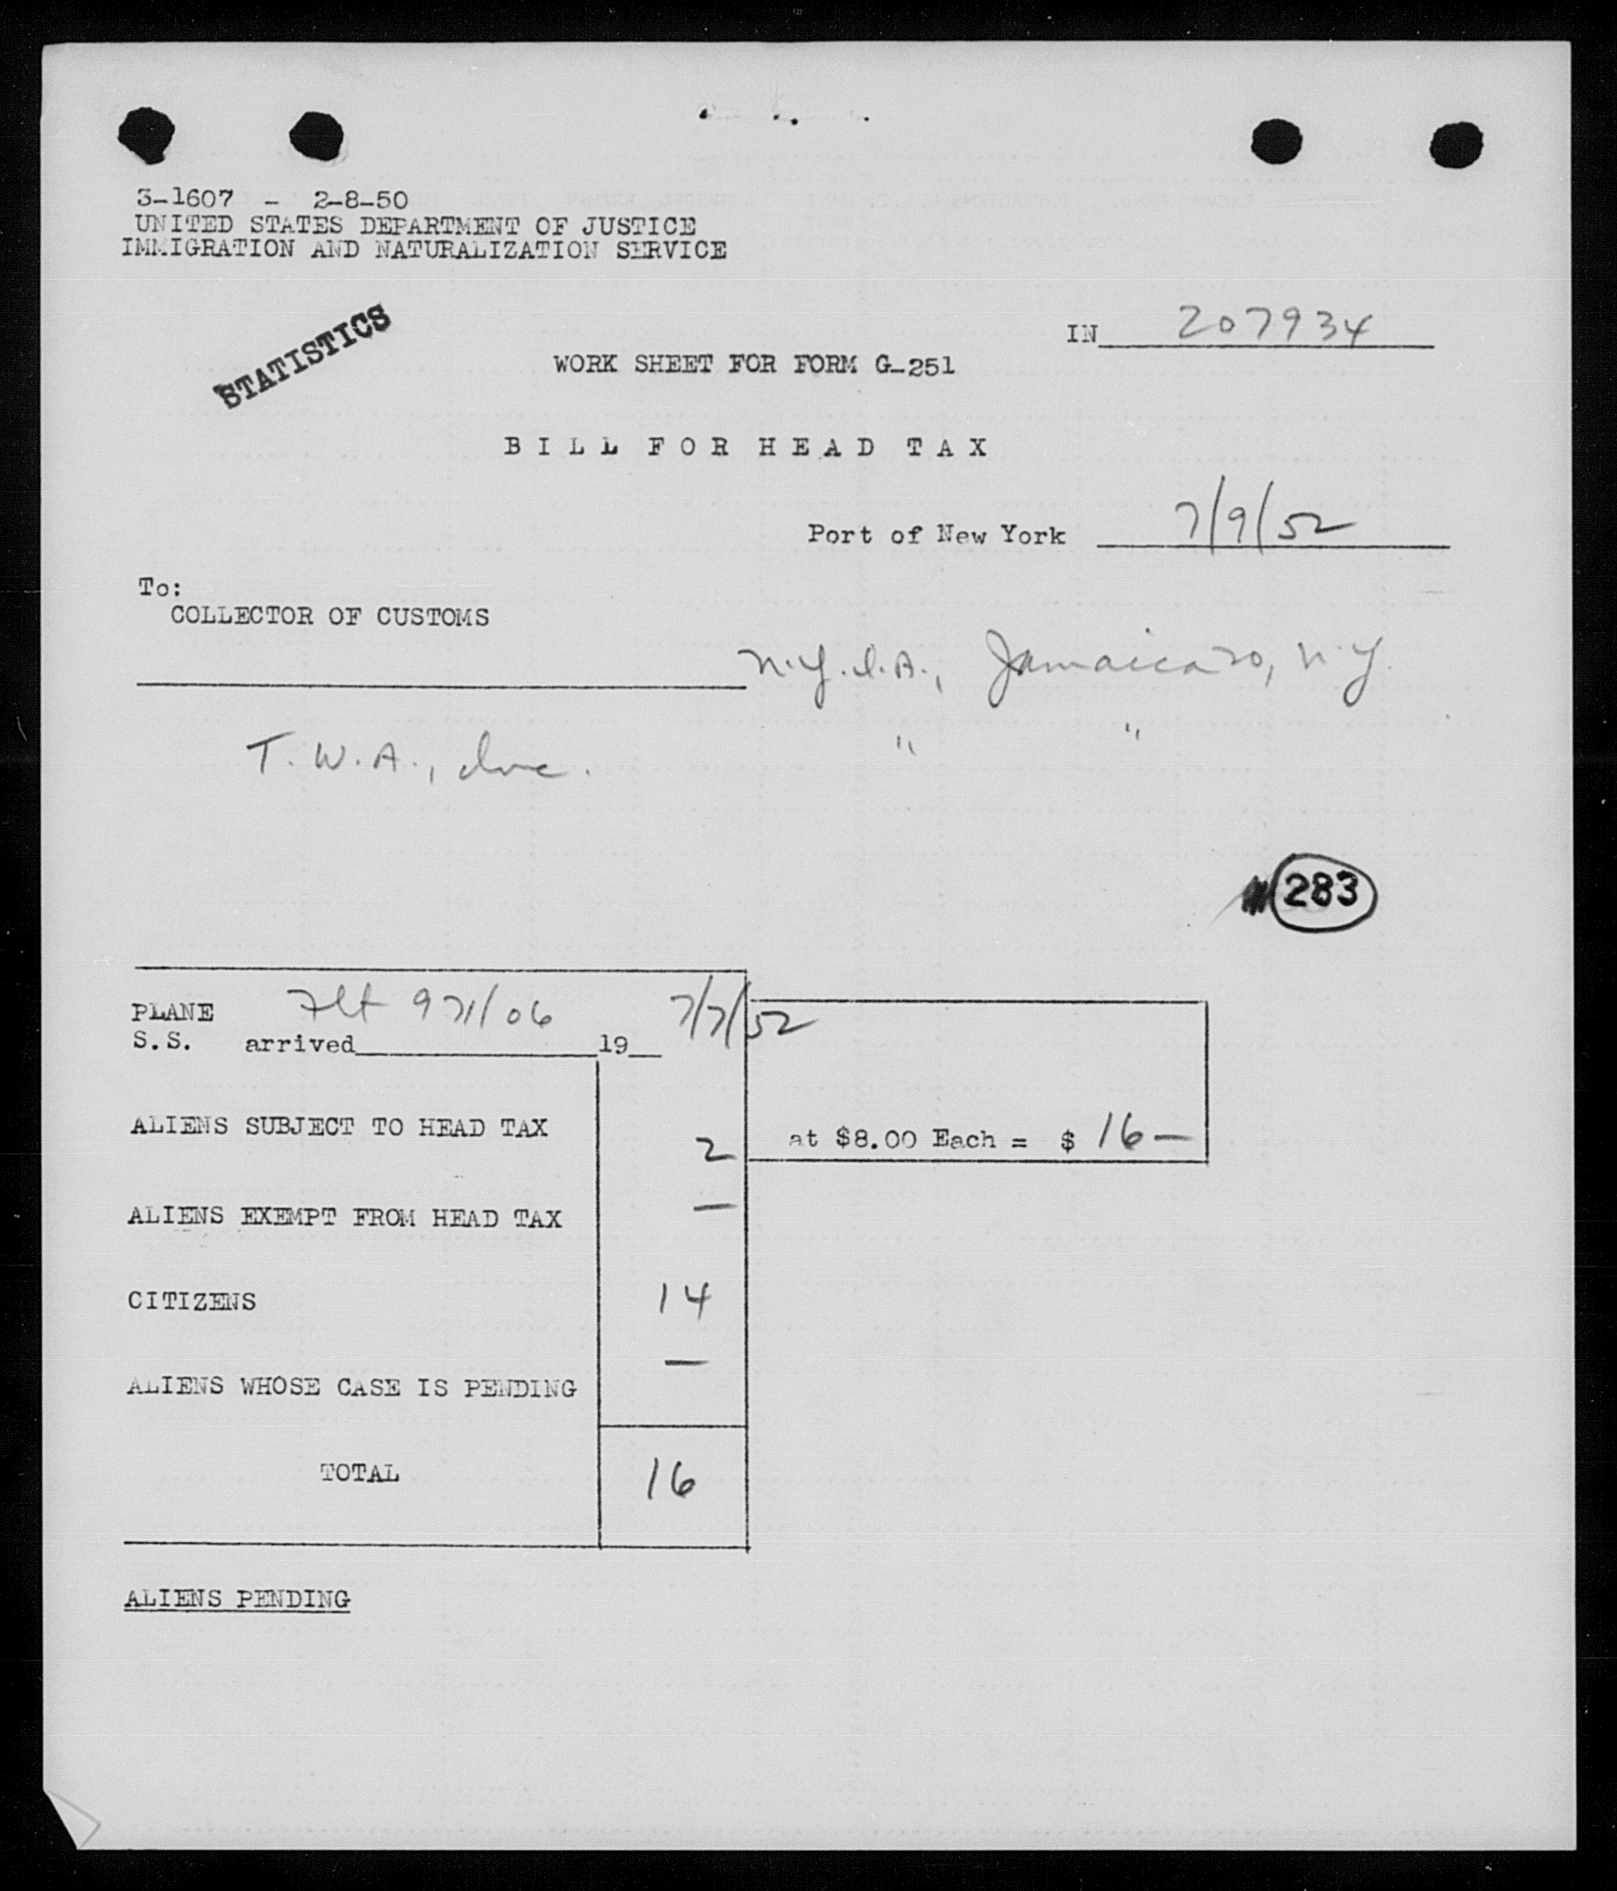 3-1607 - 2-8-50
UNITED STATES DEPARTMENT OF JUSTICE
IMMIGRATION AND NATURALIZATION SERVICE
STATISTICS
IN 207934
WORK SHEET FOR FORM G-251
BILL FOR HEAD TAX
Port of New York 7/9/52
To:
COLLECTOR OF CUSTOMS
N.Y.I.A., Jamaica 20, N.Y.
T.W.A., Inc. " "
283
PLANE Flt 971/06 7/7/52
S.S. arrived 19
ALIENS SUBJECT TO HEAD TAX 2 at $8.00 Each = $ 16 —
ALIENS EXEMPT FROM HEAD TAX —
CITIZENS 14
ALIENS WHOSE CASE IS PENDING —
TOTAL 16
ALIENS PENDING